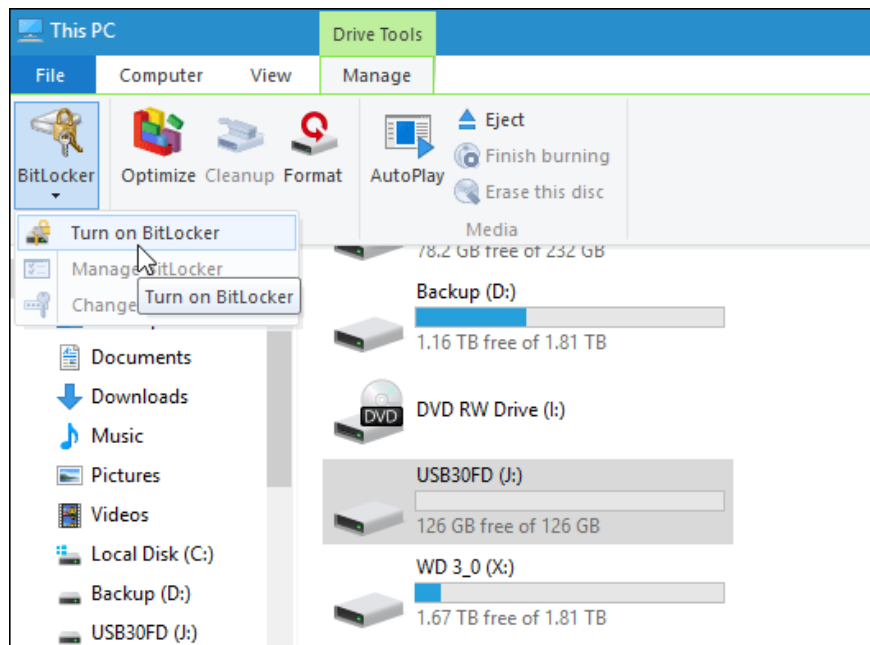 This PC
Drive Tools
File
Computer
View
Manage
BitLocker
Optimize
Cleanup
Format
AutoPlay
Eject
Finish burning
Erase this disc
Media
Turn on BitLocker
Manage BitLocker
Change
Turn on BitLocker
Documents
Downloads
Music
Pictures
Videos
Local Disk (C:)
Backup (D:)
USB30FD (J:)
78.2 GB free of 232 GB
Backup (D:)
1.16 TB free of 1.81 TB
DVD
DVD RW Drive (I:)
USB30FD (J:)
126 GB free of 126 GB
WD 3_0 (X:)
1.67 TB free of 1.81 TB